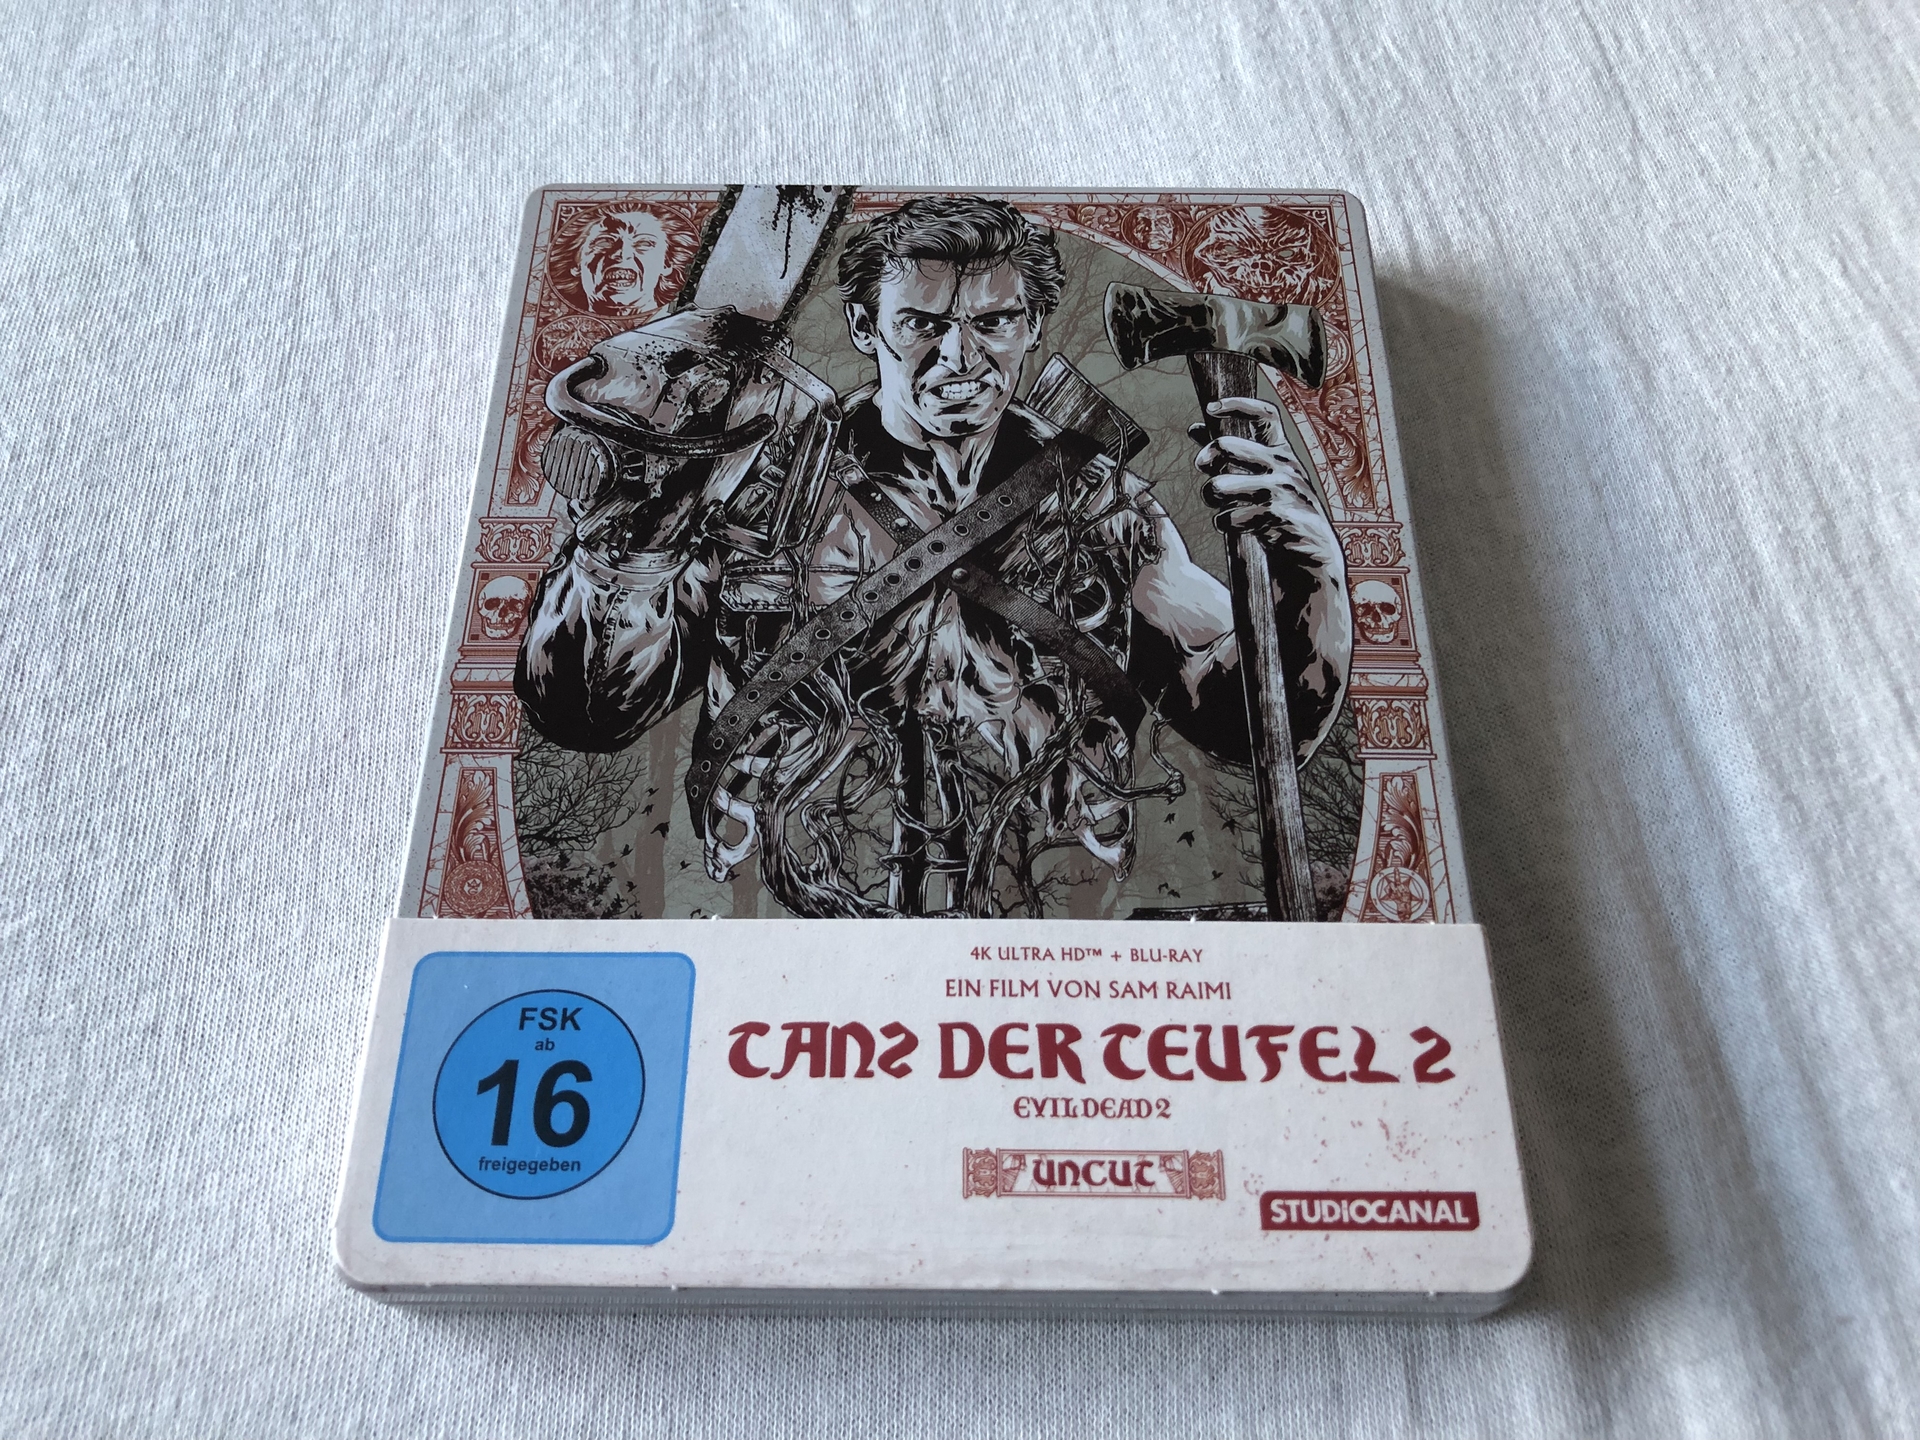 4K ULTRA HD™ + BLU-RAY
EIN FILM VON SAM RAIMI
TANZ DER TEUFEL 2
EVIL DEAD 2
UNCUT
STUDIOCANAL
FSK
ab
16
freigegeben